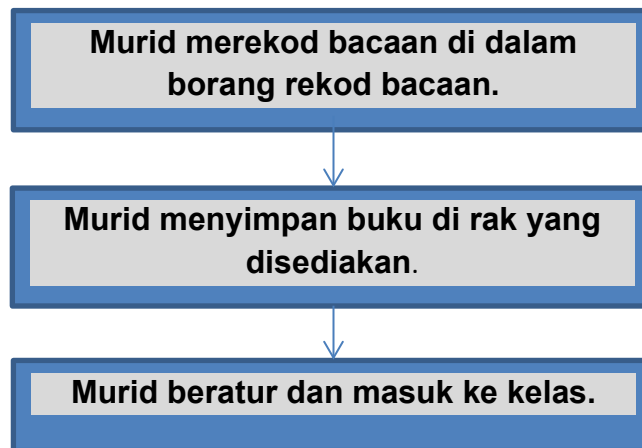 Murid merekod bacaan di dalam
borang rekod bacaan.
Murid menyimpan buku di rak yang
disediakan.
Murid beratur dan masuk ke kelas.